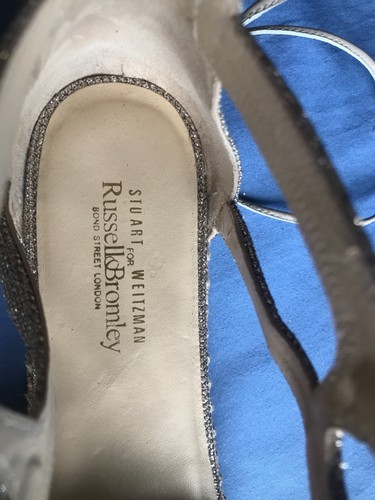 STUART WEITZMAN
FOR
Russell&Bromley
BOND STREET LONDON